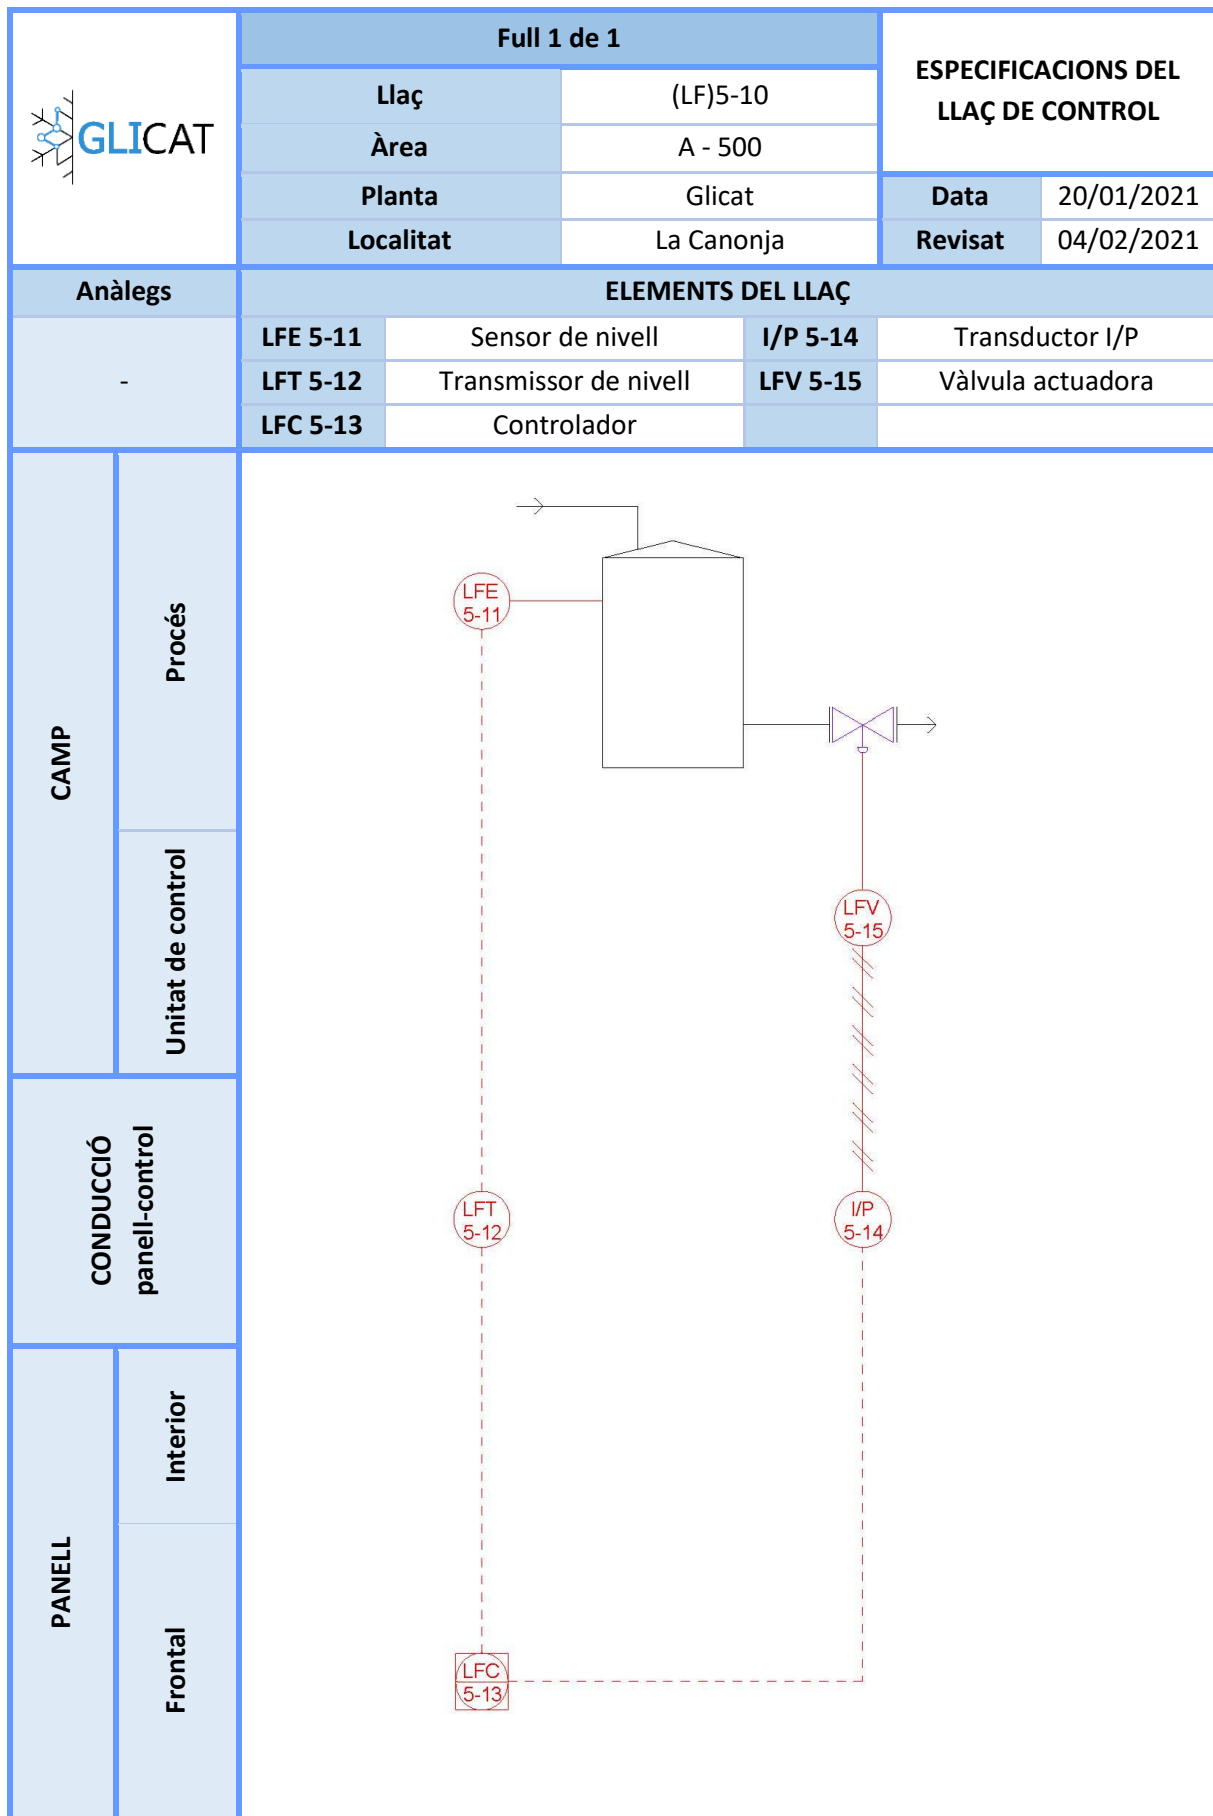 GLICAT
Full 1 de 1
ESPECIFICACIONS DEL
LLAÇ DE CONTROL
Llaç (LF)5-10
Àrea A - 500
Planta Glicat Data 20/01/2021
Localitat La Canonja Revisat 04/02/2021
Anàlegs ELEMENTS DEL LLAÇ
- LFE 5-11 Sensor de nivell I/P 5-14 Transductor I/P
LFT 5-12 Transmissor de nivell LFV 5-15 Vàlvula actuadora
LFC 5-13 Controlador
CAMP
Procés
Unitat de control
CONDUCCIÓ
panell-control
PANELL
Interior
Frontal
LFE
5-11
LFV
5-15
LFT
5-12
I/P
5-14
LFC
5-13